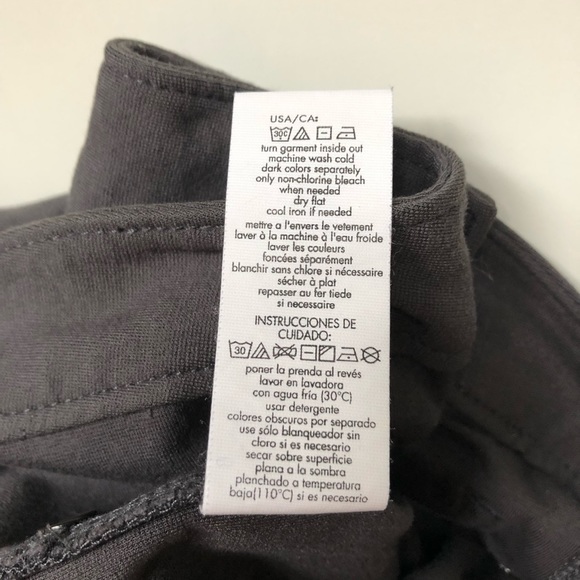 USA/CA:
30C
turn garment inside out
machine wash cold
dark colors separately
only non-chlorine bleach
when needed
dry flat
cool iron if needed
mettre a l'envers le vetement
laver à la machine à l'eau froide
laver les couleurs
foncées séparément
blanchir sans chlore si nécessaire
sécher à plat
repasser au fer tiede
si nécessaire
INSTRUCCIONES DE
CUIDADO:
30
poner la prenda al revés
lavar en lavadora
con agua fría (30°C)
usar detergente
colores obscuros por separado
use sólo blanqueador sin
cloro si es necesario
secar sobre superficie
plana a la sombra
planchado a temperatura
baja(110°C) si es necesario